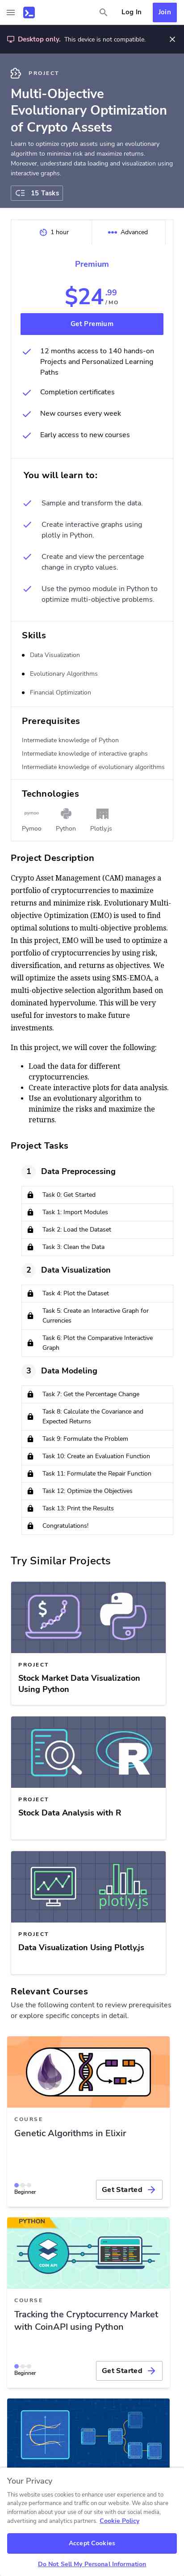 Log In
Join
Desktop only. This device is not compatible.
PROJECT
Multi-Objective
Evolutionary Optimization
of Crypto Assets
Learn to optimize crypto assets using an evolutionary
algorithm to minimize risk and maximize returns.
Moreover, understand data loading and visualization using
interactive graphs.
15 Tasks
1 hour
Advanced
Premium
$24.99
/MO
Get Premium
12 months access to 140 hands-on
Projects and Personalized Learning
Paths
Completion certificates
New courses every week
Early access to new courses
You will learn to:
Sample and transform the data.
Create interactive graphs using
plotly in Python.
Create and view the percentage
change in crypto values.
Use the pymoo module in Python to
optimize multi-objective problems.
Skills
Data Visualization
Evolutionary Algorithms
Financial Optimization
Prerequisites
Intermediate knowledge of Python
Intermediate knowledge of interactive graphs
Intermediate knowledge of evolutionary algorithms
Technologies
pymoo
Pymoo
Python
Plotly.js
Project Description
Crypto Asset Management (CAM) manages a
portfolio of cryptocurrencies to maximize
returns and minimize risk. Evolutionary Multi-
Objective Optimization (EMO) is used to find
optimal solutions to multi-objective problems.
In this project, EMO will be used to optimize a
portfolio of cryptocurrencies by using risk,
diversification, and returns as objectives. We
will optimize returns using SMS-EMOA, a
multi-objective selection algorithm based on
dominated hypervolume. This will be very
useful for investors to make future
investments.
In this project, we will cover the following:
Load the data for different
cryptocurrencies.
Create interactive plots for data analysis.
Use an evolutionary algorithm to
minimize the risks and maximize the
returns.
Project Tasks
1 Data Preprocessing
Task 0: Get Started
Task 1: Import Modules
Task 2: Load the Dataset
Task 3: Clean the Data
2 Data Visualization
Task 4: Plot the Dataset
Task 5: Create an Interactive Graph for
Currencies
Task 6: Plot the Comparative Interactive
Graph
3 Data Modeling
Task 7: Get the Percentage Change
Task 8: Calculate the Covariance and
Expected Returns
Task 9: Formulate the Problem
Task 10: Create an Evaluation Function
Task 11: Formulate the Repair Function
Task 12: Optimize the Objectives
Task 13: Print the Results
Congratulations!
Try Similar Projects
PROJECT
Stock Market Data Visualization
Using Python
PROJECT
Stock Data Analysis with R
plotly.js
PROJECT
Data Visualization Using Plotly.js
Relevant Courses
Use the following content to review prerequisites
or explore specific concepts in detail.
COURSE
Genetic Algorithms in Elixir
Beginner
Get Started
PYTHON
COURSE
Tracking the Cryptocurrency Market
with CoinAPI using Python
Beginner
Get Started
Your Privacy
This website uses cookies to enhance user experience and to
analyze performance and traffic on our website. We also share
information about your use of our site with our social media,
advertising and analytics partners. Cookie Policy
Accept Cookies
Do Not Sell My Personal Information